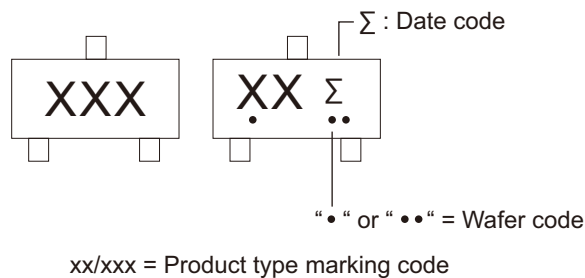 ∑ : Date code
XXX
XX ∑
• ••
“ • “ or “ •• “ = Wafer code
xx/xxx = Product type marking code